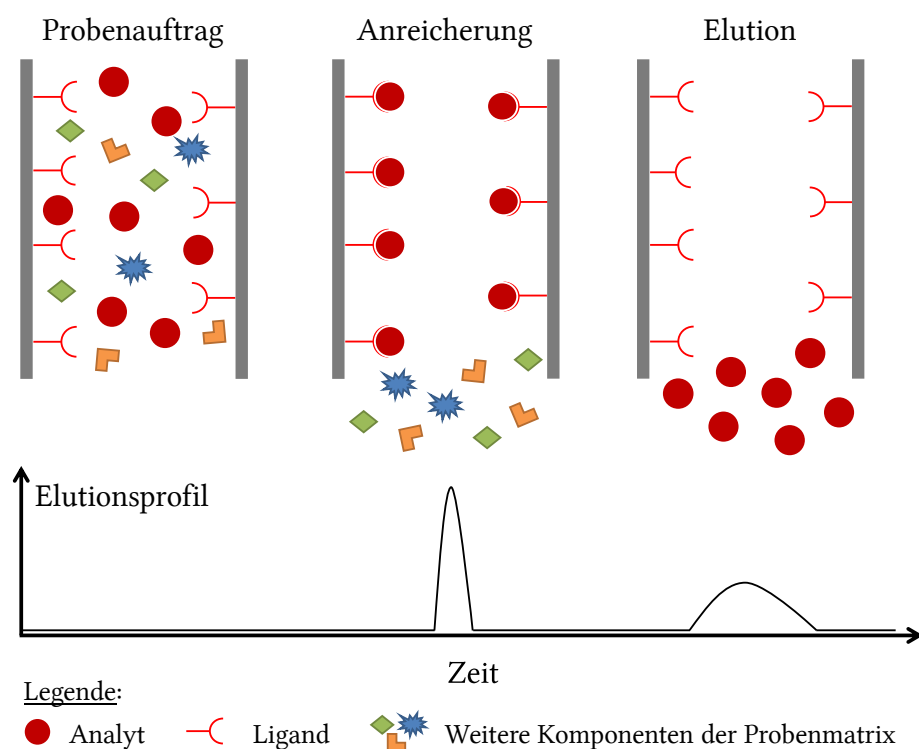 Probenauftrag
Anreicherung
Elution
Elutionsprofil
Zeit
Legende:
Analyt
Ligand
Weitere Komponenten der Probenmatrix